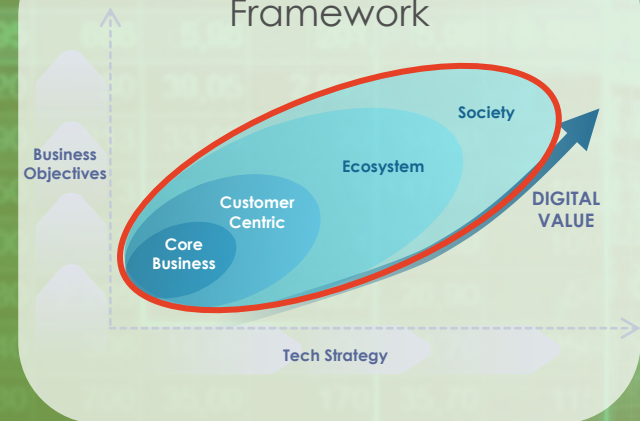 Framework
Society
Ecosystem
Business
Objectives
Customer
Centric
DIGITAL
VALUE
Core
Business
Tech Strategy